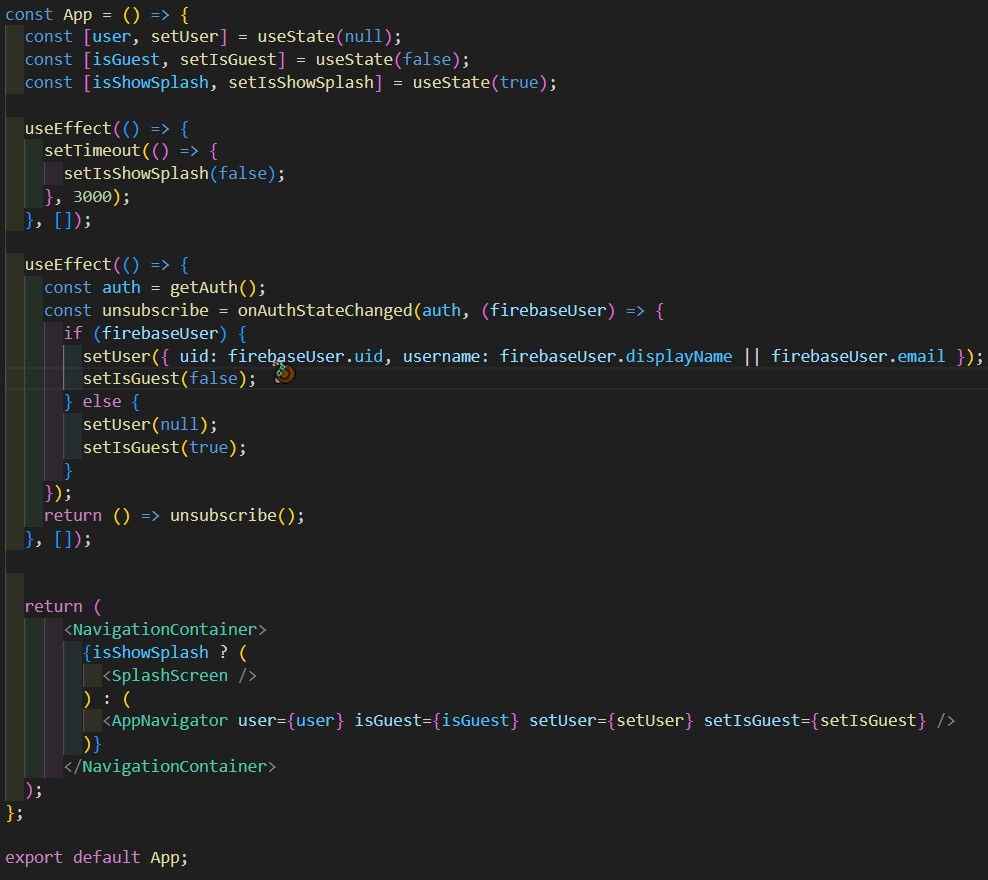 const App = () => {
  const [user, setUser] = useState(null);
  const [isGuest, setIsGuest] = useState(false);
  const [isShowSplash, setIsShowSplash] = useState(true);

  useEffect(() => {
    setTimeout(() => {
      setIsShowSplash(false);
    }, 3000);
  }, []);

  useEffect(() => {
    const auth = getAuth();
    const unsubscribe = onAuthStateChanged(auth, (firebaseUser) => {
      if (firebaseUser) {
        setUser({ uid: firebaseUser.uid, username: firebaseUser.displayName || firebaseUser.email });
        setIsGuest(false);
      } else {
        setUser(null);
        setIsGuest(true);
      }
    });
    return () => unsubscribe();
  }, []);


  return (
      <NavigationContainer>
        {isShowSplash ? (
          <SplashScreen />
        ) : (
          <AppNavigator user={user} isGuest={isGuest} setUser={setUser} setIsGuest={setIsGuest} />
        )}
      </NavigationContainer>
  );
};

export default App;